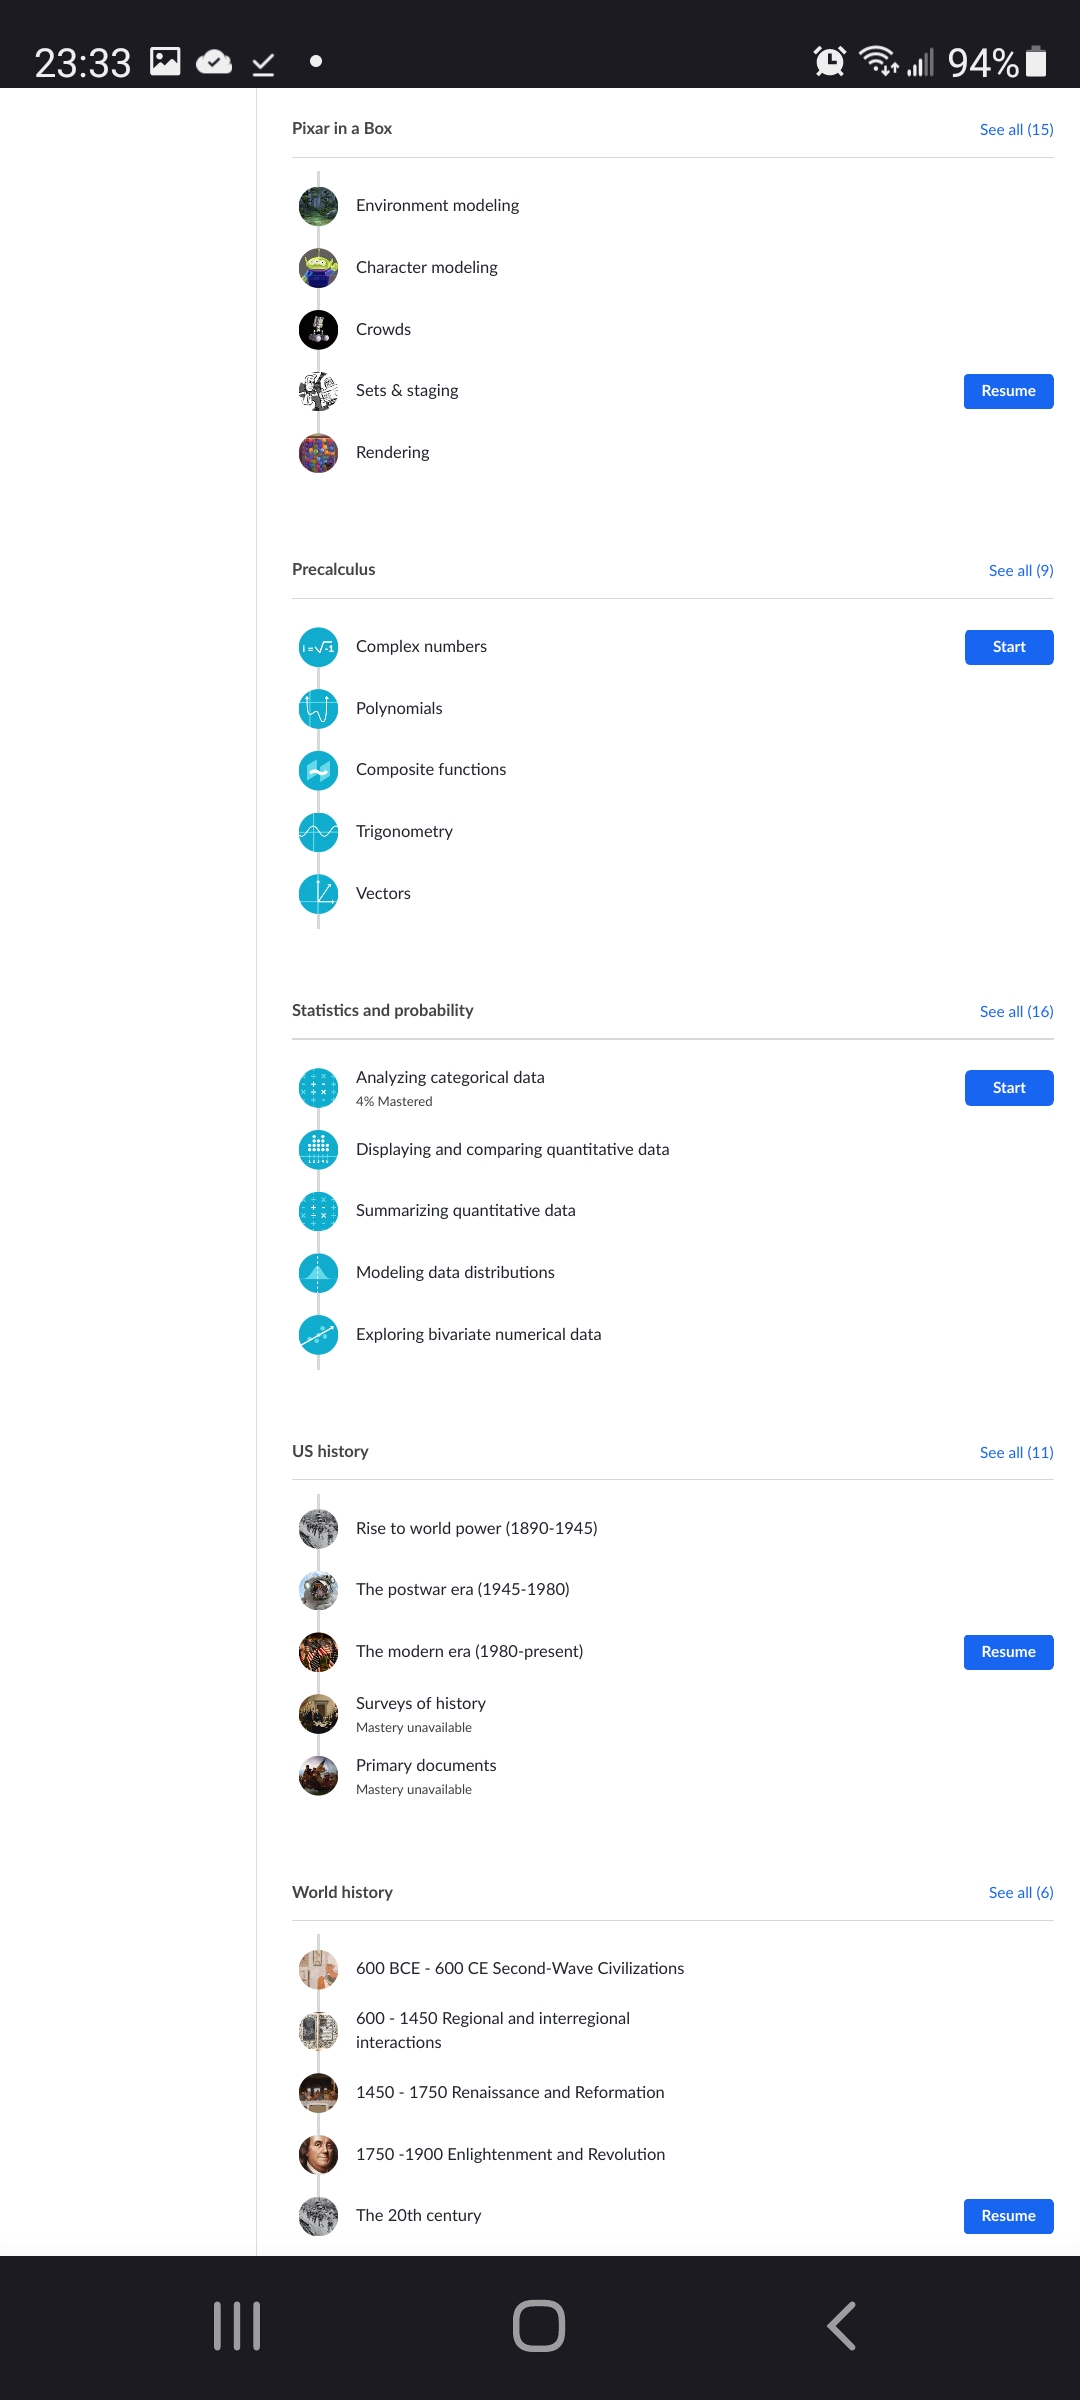 23:33 94%
Pixar in a Box See all (15)
Environment modeling
Character modeling
Crowds
Sets & staging Resume
Rendering
Precalculus See all (9)
i = √-1 Complex numbers Start
Polynomials
Composite functions
Trigonometry
Vectors
Statistics and probability See all (16)
Analyzing categorical data Start
4% Mastered
Displaying and comparing quantitative data
Summarizing quantitative data
Modeling data distributions
Exploring bivariate numerical data
US history See all (11)
Rise to world power (1890-1945)
The postwar era (1945-1980)
The modern era (1980-present) Resume
Surveys of history
Mastery unavailable
Primary documents
Mastery unavailable
World history See all (6)
600 BCE - 600 CE Second-Wave Civilizations
600 - 1450 Regional and interregional
interactions
1450 - 1750 Renaissance and Reformation
1750 -1900 Enlightenment and Revolution
The 20th century Resume